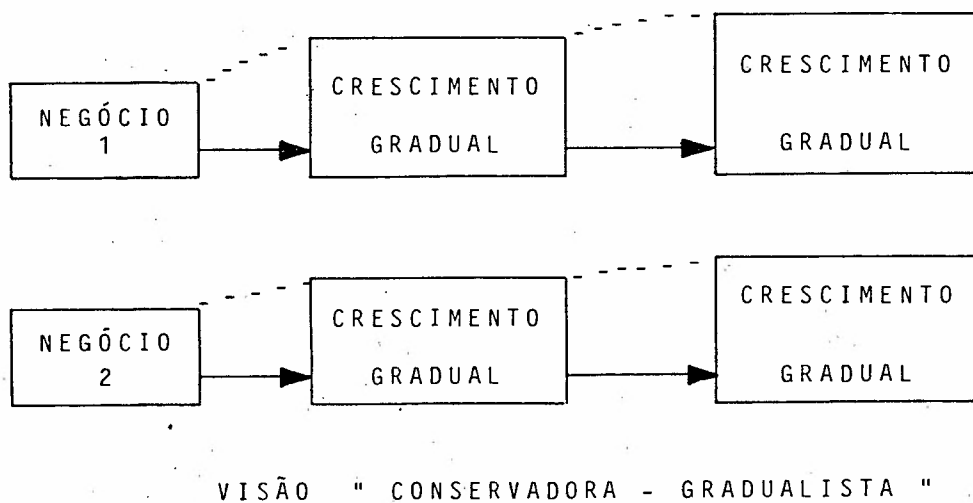 NEGÓCIO
1
CRESCIMENTO
GRADUAL
CRESCIMENTO
GRADUAL
NEGÓCIO
2
CRESCIMENTO
GRADUAL
CRESCIMENTO
GRADUAL
VISÃO " CONSERVADORA - GRADUALISTA "